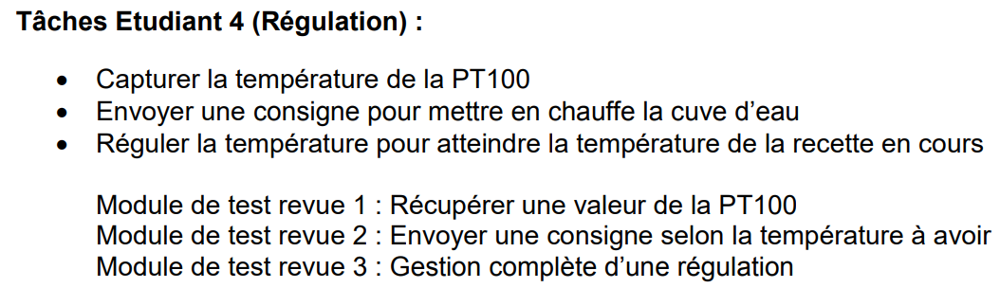 Tâches Etudiant 4 (Régulation) :
• Capturer la température de la PT100
• Envoyer une consigne pour mettre en chauffe la cuve d’eau
• Réguler la température pour atteindre la température de la recette en cours
Module de test revue 1 : Récupérer une valeur de la PT100
Module de test revue 2 : Envoyer une consigne selon la température à avoir
Module de test revue 3 : Gestion complète d’une régulation